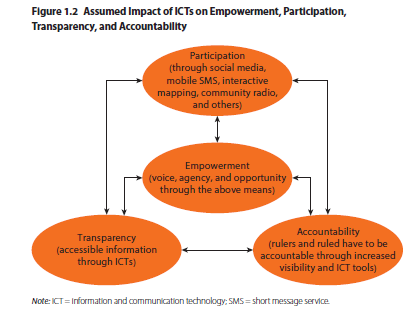 Figure 1.2 Assumed Impact of ICTs on Empowerment, Participation,
Transparency, and Accountability
Participation
(through social media,
mobile SMS, interactive
mapping, community radio,
and others)
Empowerment
(voice, agency, and opportunity
through the above means)
Transparency
(accessible information
through ICTs)
Accountability
(rulers and ruled have to be
accountable through increased
visibility and ICT tools)
Note: ICT = information and communication technology; SMS = short message service.